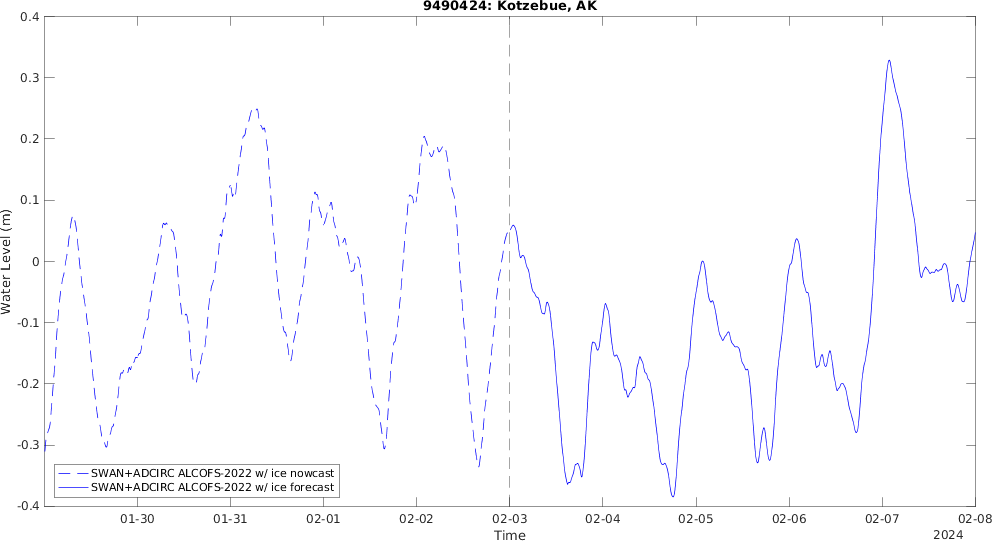 9490424: Kotzebue, AK
0.4
0.3
0.2
0.1
0
-0.1
-0.2
-0.3
-0.4
Water Level (m)
SWAN+ADCIRC ALCOFS-2022 w/ ice nowcast
SWAN+ADCIRC ALCOFS-2022 w/ ice forecast
01-30 01-31 02-01 02-02 02-03 02-04 02-05 02-06 02-07 02-08
Time
2024